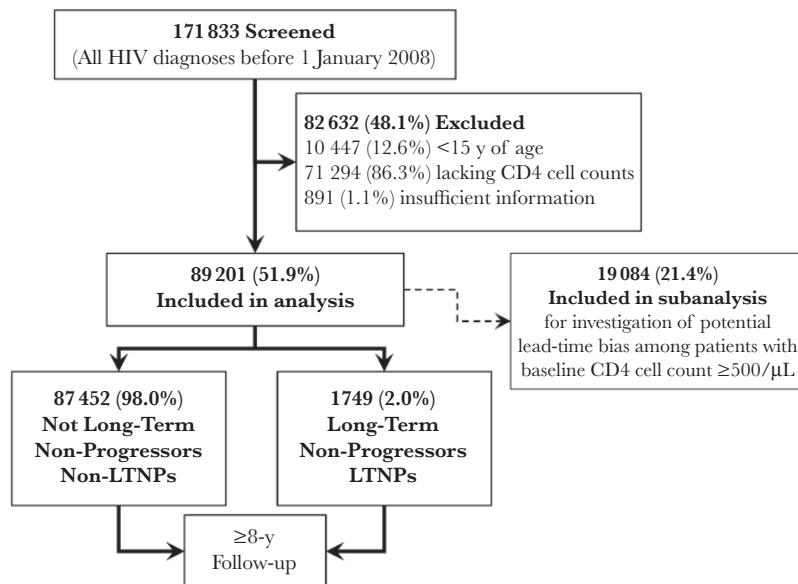 171 833 Screened
(All HIV diagnoses before 1 January 2008)
82 632 (48.1%) Excluded
10 447 (12.6%) <15 y of age
71 294 (86.3%) lacking CD4 cell counts
891 (1.1%) insufficient information
89 201 (51.9%)
Included in analysis
19 084 (21.4%)
Included in subanalysis
for investigation of potential
lead-time bias among patients with
baseline CD4 cell count ≥500/μL
87 452 (98.0%)
Not Long-Term
Non-Progressors
Non-LTNPs
1749 (2.0%)
Long-Term
Non-Progressors
LTNPs
≥8-y
Follow-up